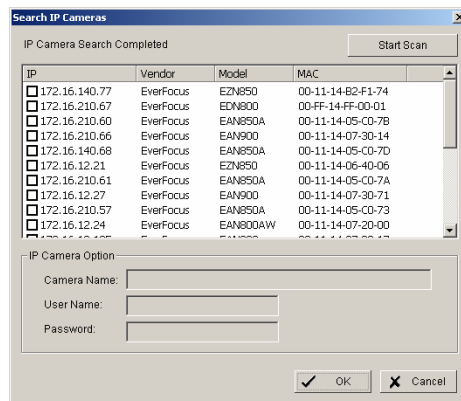 Search IP Cameras
IP Camera Search Completed
Start Scan
IP Vendor Model MAC
172.16.140.77 EverFocus EZN850 00-11-14-B2-F1-74
172.16.210.67 EverFocus EDN800 00-FF-14-FF-00-01
172.16.210.60 EverFocus EAN850A 00-11-14-05-C0-7B
172.16.210.66 EverFocus EAN900 00-11-14-07-30-14
172.16.140.68 EverFocus EAN850A 00-11-14-05-C0-7D
172.16.12.21 EverFocus EZN850 00-11-14-06-40-06
172.16.210.61 EverFocus EAN850A 00-11-14-05-C0-7A
172.16.12.27 EverFocus EAN900 00-11-14-07-30-71
172.16.210.57 EverFocus EAN850A 00-11-14-05-C0-73
172.16.12.24 EverFocus EAN800AW 00-11-14-07-20-00
IP Camera Option
Camera Name:
User Name:
Password:
OK Cancel